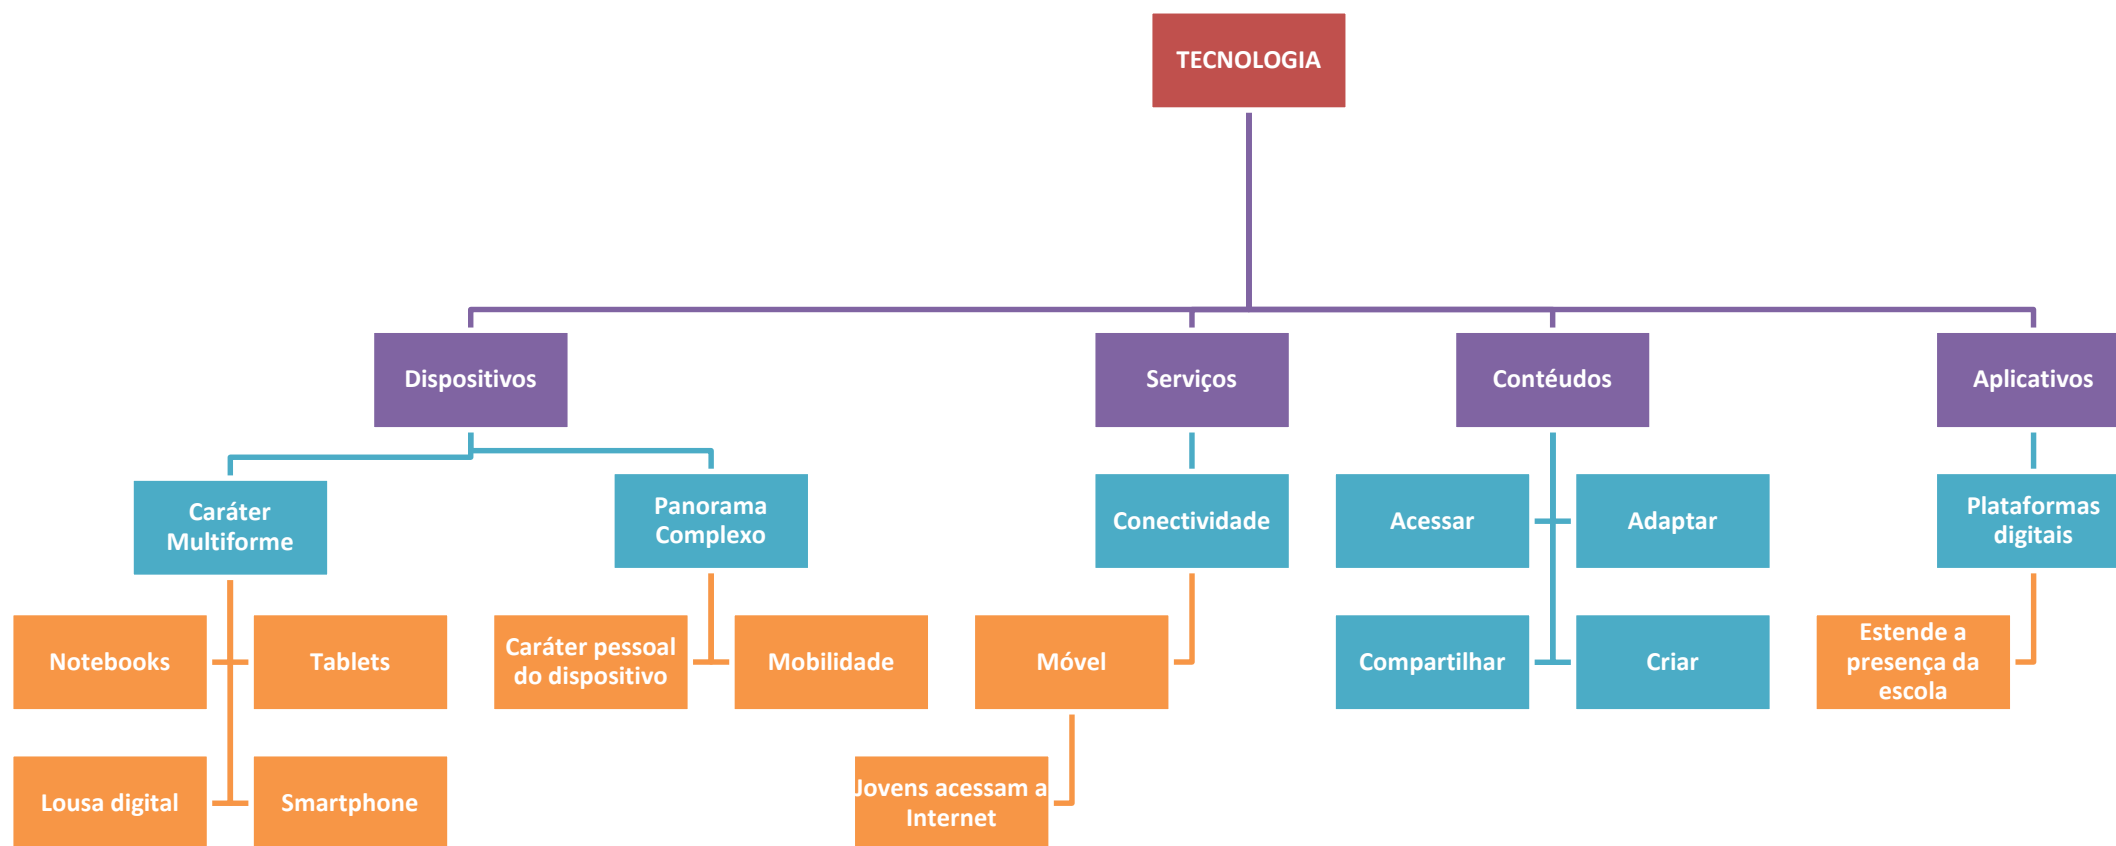 TECNOLOGIA
Dispositivos
Serviços
Contéudos
Aplicativos
Caráter
Multiforme
Panorama
Complexo
Conectividade
Acessar
Adaptar
Plataformas
digitais
Notebooks
Tablets
Caráter pessoal
do dispositivo
Mobilidade
Móvel
Compartilhar
Criar
Estende a
presença da
escola
Lousa digital
Smartphone
Jovens acessam a
Internet